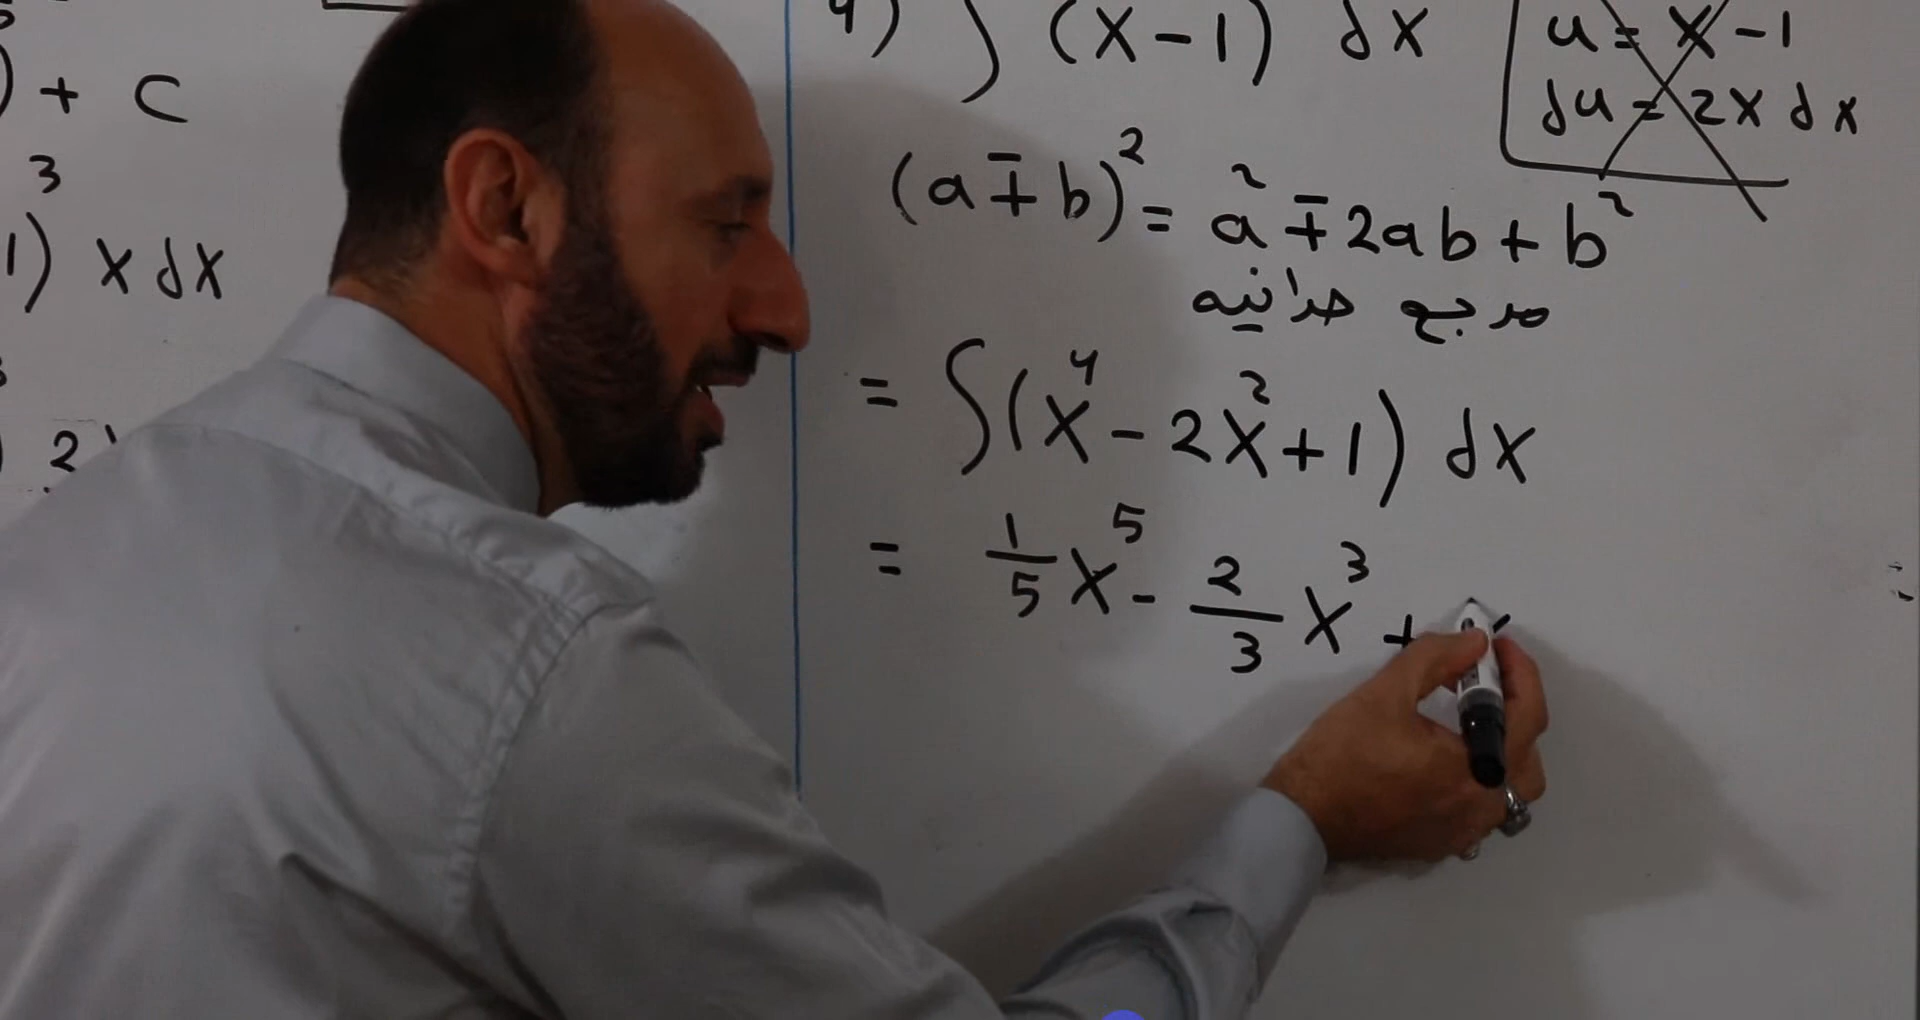 ) + C
3
1) x dx
2)
4) ∫ (x - 1) dx
u = x - 1
du = 2x dx
(a ∓ b)² = a² ∓ 2ab + b²
مربع حدانيه
= ∫(x⁴ - 2x² + 1) dx
= 1/5 x⁵ - 2/3 x³ +